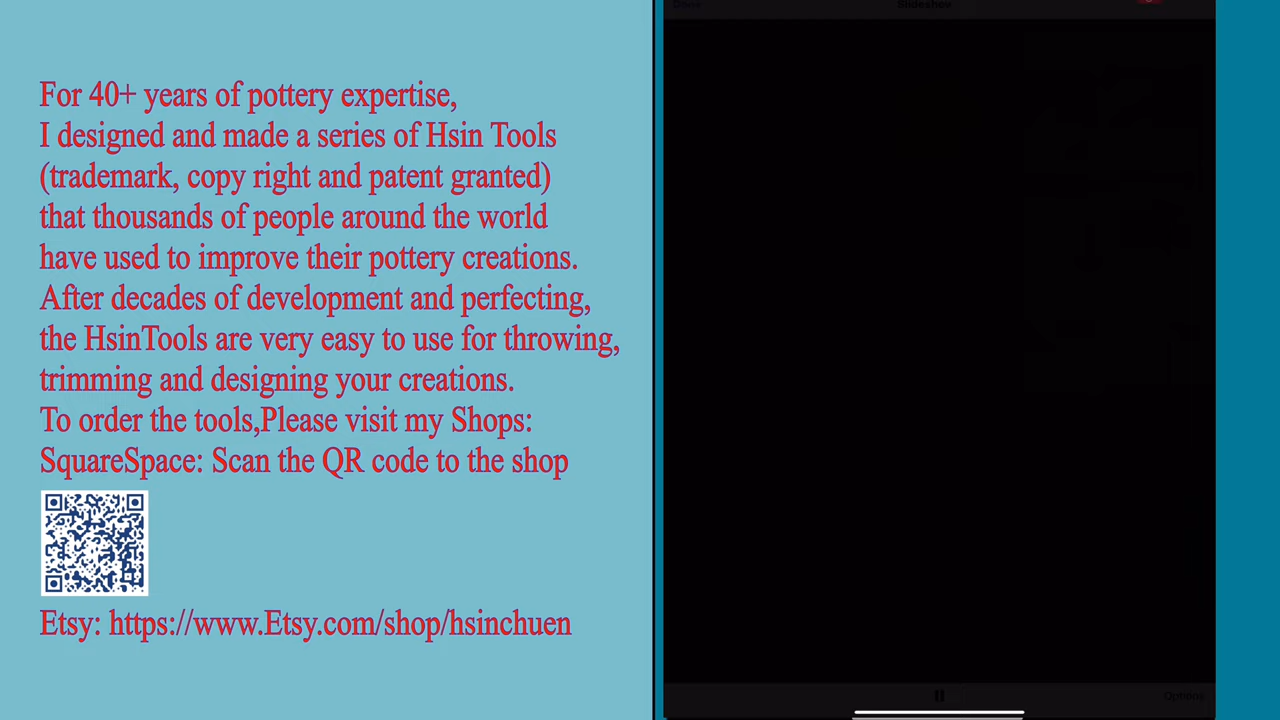 For 40+ years of pottery expertise,
I designed and made a series of Hsin Tools
(trademark, copy right and patent granted)
that thousands of people around the world
have used to improve their pottery creations.
After decades of development and perfecting,
the HsinTools are very easy to use for throwing,
trimming and designing your creations.
To order the tools,Please visit my Shops:
SquareSpace: Scan the QR code to the shop
Etsy: https://www.Etsy.com/shop/hsinchuen
Done
Slideshow
Options